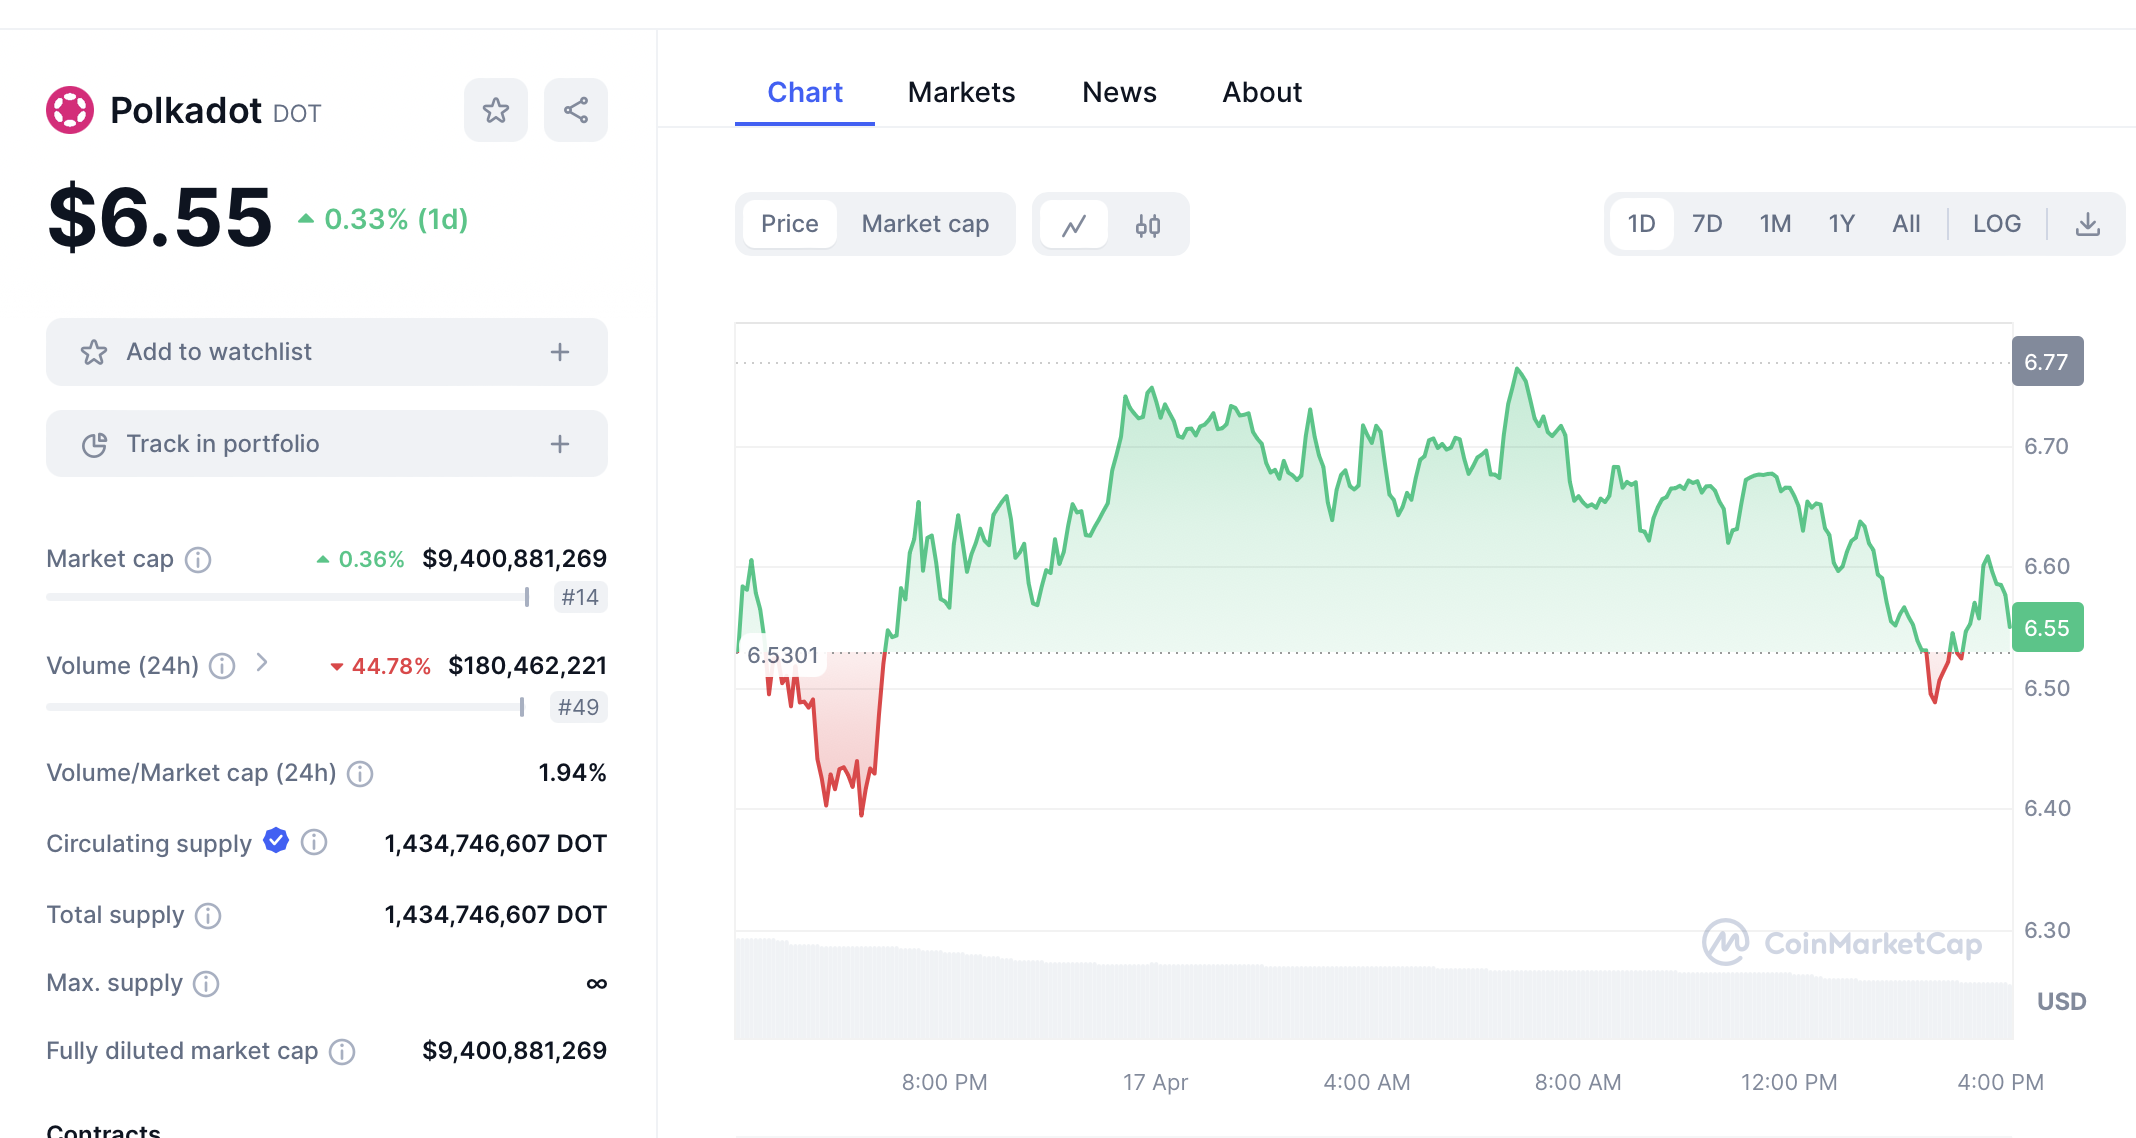 Polkadot DOT
$6.55 0.33% (1d)
Add to watchlist +
Track in portfolio +
Market cap 0.36% $9,400,881,269
#14
Volume (24h) 44.78% $180,462,221
#49
Volume/Market cap (24h) 1.94%
Circulating supply 1,434,746,607 DOT
Total supply 1,434,746,607 DOT
Max. supply ∞
Fully diluted market cap $9,400,881,269
Contracts
Chart Markets News About
Price Market cap
1D 7D 1M 1Y All LOG
6.77
6.70
6.60
6.55
6.5301
6.50
6.40
6.30
CoinMarketCap
USD
8:00 PM 17 Apr 4:00 AM 8:00 AM 12:00 PM 4:00 PM